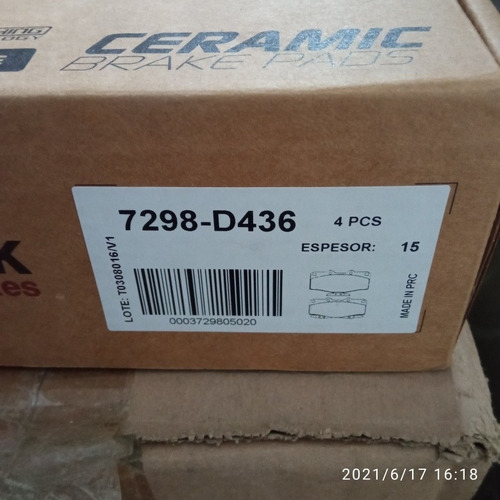 CERAMIC
BRAKE PADS
7298-D436
4 PCS
ESPESOR: 15
LOTE: T0308016/V1
0003729805020
MADE IN PRC
2021/6/17 16:18